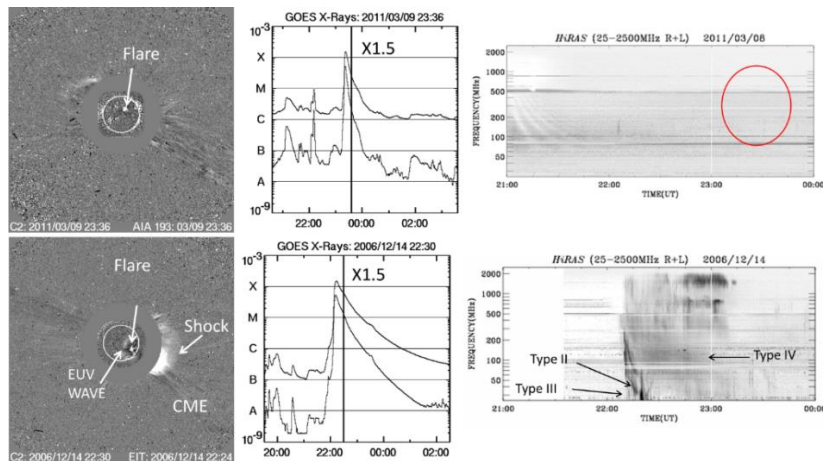 Flare
C2: 2011/03/09 23:36 AIA 193: 03/09 23:36
GOES X-Rays: 2011/03/09 23:36
10-3
X
M
C
B
A
10-9
X1.5
22:00 00:00 02:00
HiRAS (25-2500MHz R+L) 2011/03/08
FREQUENCY(MHz)
2000
1000
500
200
100
50
21:00 22:00 23:00 00:00
TIME(UT)
Flare
Shock
EUV
WAVE
CME
C2: 2006/12/14 22:30 EIT: 2006/12/14 22:24
GOES X-Rays: 2006/12/14 22:30
10-3
X
M
C
B
A
10-9
X1.5
20:00 22:00 00:00 02:00
HiRAS (25-2500MHz R+L) 2006/12/14
FREQUENCY(MHz)
2000
1000
500
200
100
50
Type II
Type III
Type IV
21:00 22:00 23:00 00:00
TIME(UT)